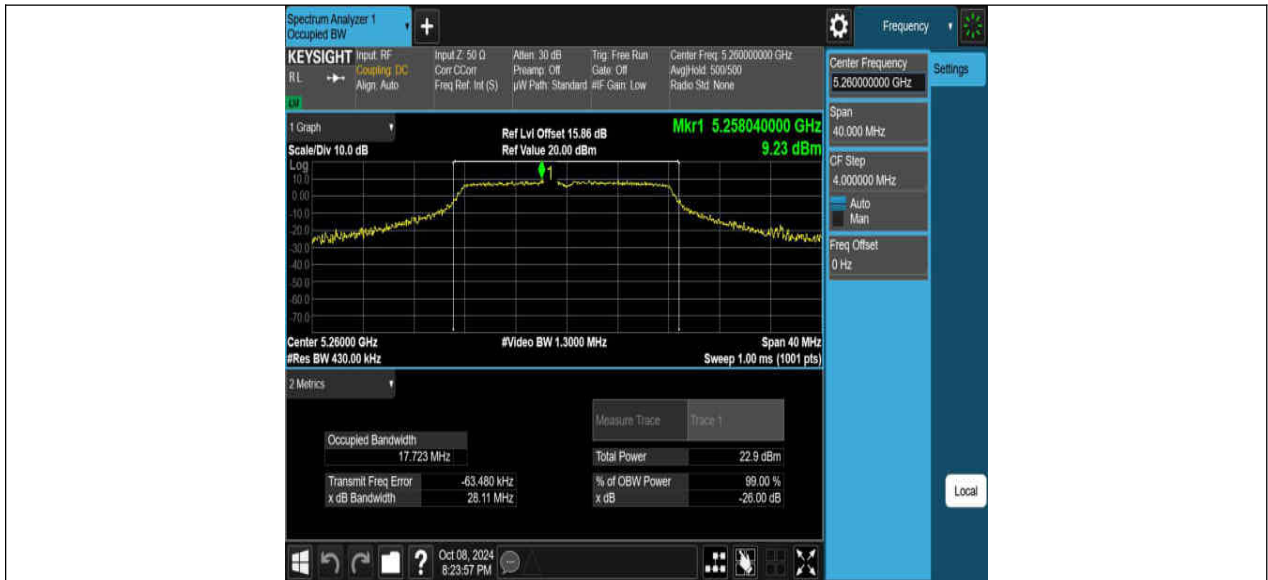 Spectrum Analyzer 1
Occupied BW
+
Frequency
KEYSIGHT
RL
Input: RF
Coupling: DC
Align: Auto
Input Z: 50 Ω
Corr CCorr
Freq Ref: Int (S)
Atten: 30 dB
Preamp: Off
µW Path: Standard
Trig: Free Run
Gate: Off
#IF Gain: Low
Center Freq: 5.260000000 GHz
Avg|Hold: 500/500
Radio Std: None
LM
1 Graph
Scale/Div 10.0 dB
Ref Lvl Offset 15.86 dB
Ref Value 20.00 dBm
Mkr1 5.258040000 GHz
9.23 dBm
Log
10.0
0.00
-10.0
-20.0
-30.0
-40.0
-50.0
-60.0
-70.0
1
Center 5.26000 GHz
#Res BW 430.00 kHz
#Video BW 1.3000 MHz
Span 40 MHz
Sweep 1.00 ms (1001 pts)
2 Metrics
Measure Trace
Trace 1
Occupied Bandwidth
17.723 MHz
Total Power
22.9 dBm
Transmit Freq Error
-63.480 kHz
% of OBW Power
99.00 %
x dB Bandwidth
28.11 MHz
x dB
-26.00 dB
Center Frequency
5.260000000 GHz
Settings
Span
40.000 MHz
CF Step
4.000000 MHz
Auto
Man
Freq Offset
0 Hz
Local
?
Oct 08, 2024
8:23:57 PM